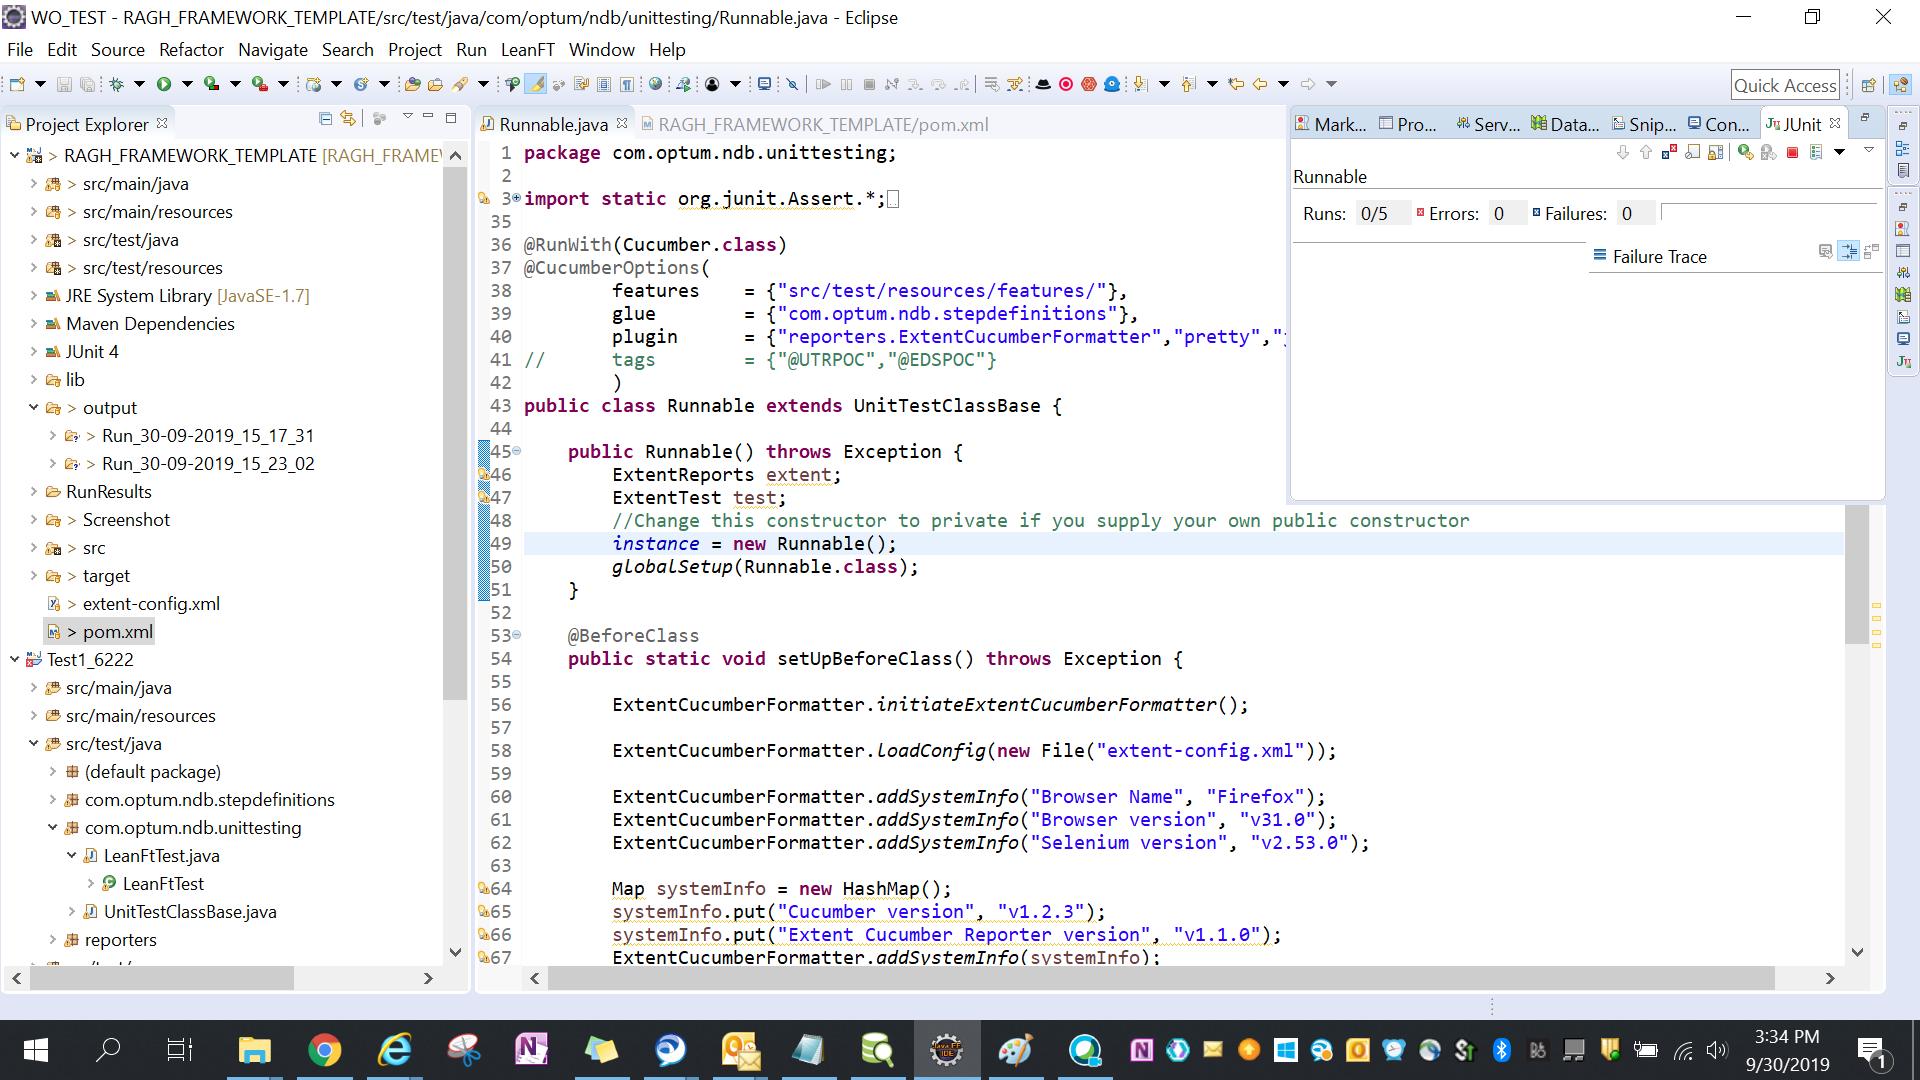 WO_TEST - RAGH_FRAMEWORK_TEMPLATE/src/test/java/com/optum/ndb/unittesting/Runnable.java - Eclipse
File Edit Source Refactor Navigate Search Project Run LeanFT Window Help
Quick Access
Project Explorer
> RAGH_FRAMEWORK_TEMPLATE [RAGH_FRAMEW
> src/main/java
> src/main/resources
> src/test/java
> src/test/resources
JRE System Library [JavaSE-1.7]
Maven Dependencies
JUnit 4
> lib
> output
> Run_30-09-2019_15_17_31
> Run_30-09-2019_15_23_02
RunResults
> Screenshot
> src
> target
> extent-config.xml
> pom.xml
Test1_6222
src/main/java
src/main/resources
src/test/java
(default package)
com.optum.ndb.stepdefinitions
com.optum.ndb.unittesting
LeanFtTest.java
LeanFtTest
UnitTestClassBase.java
reporters
Runnable.java RAGH_FRAMEWORK_TEMPLATE/pom.xml
1 package com.optum.ndb.unittesting;
2
3 import static org.junit.Assert.*;
35
36 @RunWith(Cucumber.class)
37 @CucumberOptions(
38 features = {"src/test/resources/features/"},
39 glue = {"com.optum.ndb.stepdefinitions"},
40 plugin = {"reporters.ExtentCucumberFormatter","pretty","
41 // tags = {"@UTRPOC","@EDSPOC"}
42 )
43 public class Runnable extends UnitTestClassBase {
44
45 public Runnable() throws Exception {
46 ExtentReports extent;
47 ExtentTest test;
48 //Change this constructor to private if you supply your own public constructor
49 instance = new Runnable();
50 globalSetup(Runnable.class);
51 }
52
53 @BeforeClass
54 public static void setUpBeforeClass() throws Exception {
55
56 ExtentCucumberFormatter.initiateExtentCucumberFormatter();
57
58 ExtentCucumberFormatter.loadConfig(new File("extent-config.xml"));
59
60 ExtentCucumberFormatter.addSystemInfo("Browser Name", "Firefox");
61 ExtentCucumberFormatter.addSystemInfo("Browser version", "v31.0");
62 ExtentCucumberFormatter.addSystemInfo("Selenium version", "v2.53.0");
63
64 Map systemInfo = new HashMap();
65 systemInfo.put("Cucumber version", "v1.2.3");
66 systemInfo.put("Extent Cucumber Reporter version", "v1.1.0");
67 ExtentCucumberFormatter.addSystemInfo(systemInfo);
Mark... Pro... Serv... Data... Snip... Con... JUnit
Runnable
Runs: 0/5 Errors: 0 Failures: 0
Failure Trace
3:34 PM
9/30/2019
1